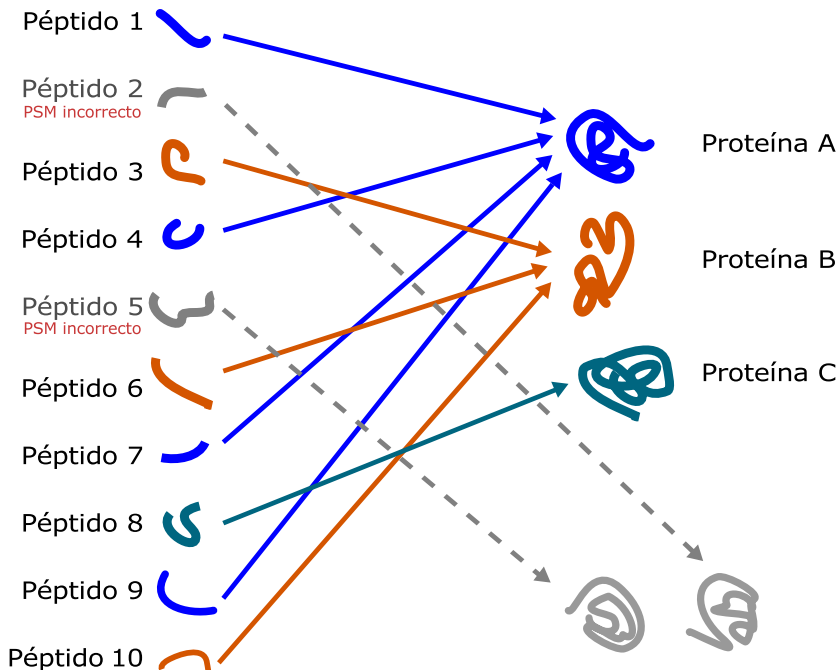 Péptido 1
Péptido 2
PSM incorrecto
Péptido 3
Péptido 4
Péptido 5
PSM incorrecto
Péptido 6
Péptido 7
Péptido 8
Péptido 9
Péptido 10
Proteína A
Proteína B
Proteína C